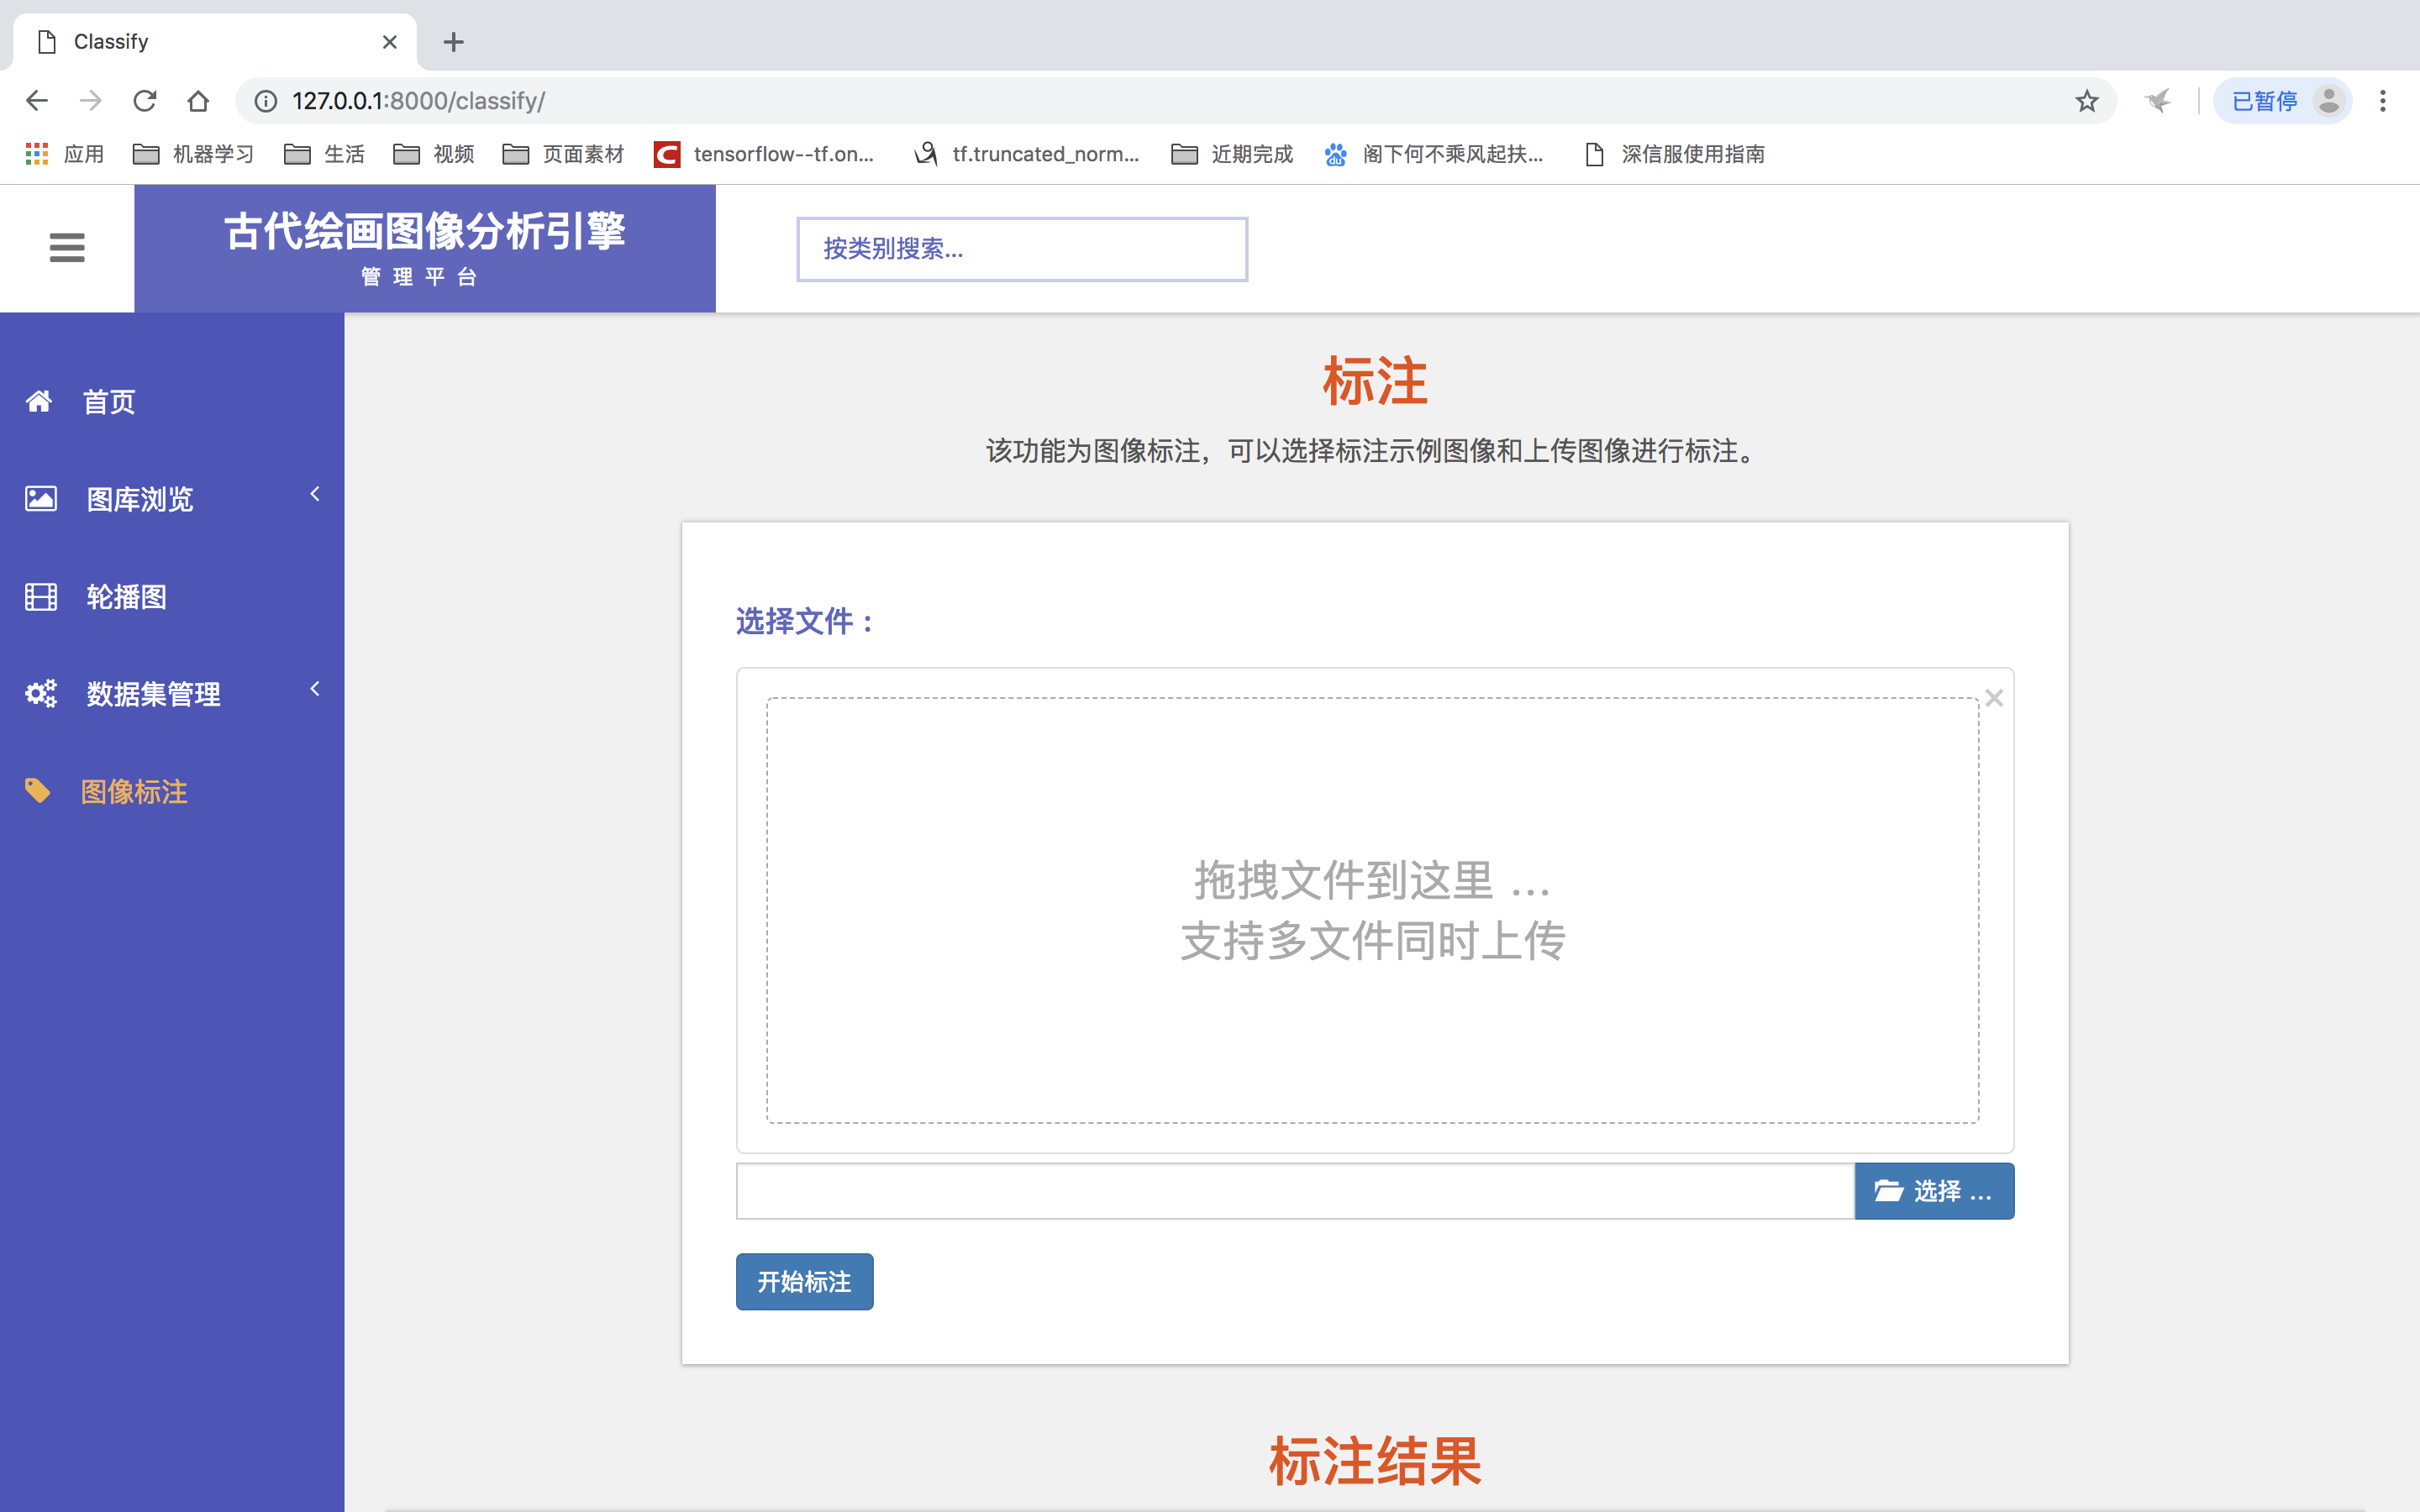 Classify
127.0.0.1:8000/classify/
已暂停
应用 机器学习 生活 视频 页面素材 tensorflow--tf.on... tf.truncated_norm... 近期完成 阁下何不乘风起扶... 深信服使用指南
古代绘画图像分析引擎
管理平台
按类别搜索...
首页
图库浏览
轮播图
数据集管理
图像标注
标注
该功能为图像标注，可以选择标注示例图像和上传图像进行标注。
选择文件：
拖拽文件到这里 …
支持多文件同时上传
选择 …
开始标注
标注结果